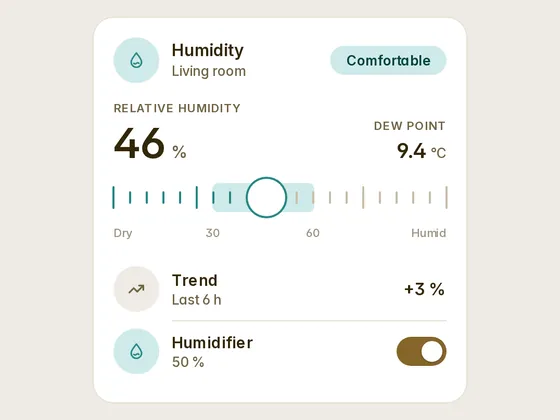 Humidity
Living room
Comfortable
RELATIVE HUMIDITY
46 %
DEW POINT
9.4 °C
Dry 30 60 Humid
Trend
Last 6 h
+3 %
Humidifier
50 %